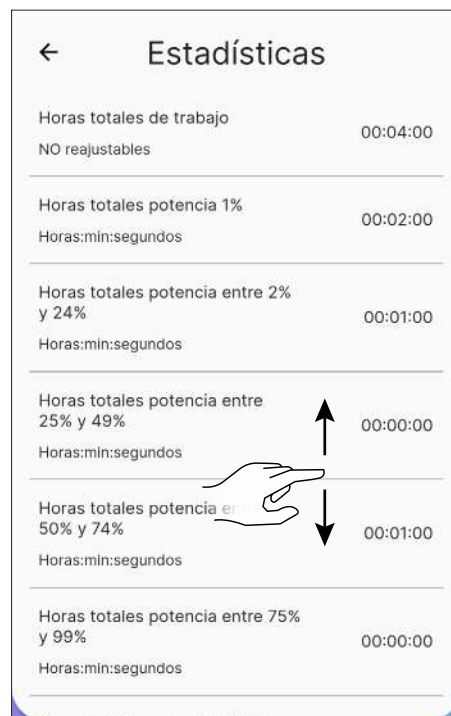 Estadísticas
Horas totales de trabajo
00:04:00
NO reajustables
Horas totales potencia 1%
00:02:00
Horas:min:segundos
Horas totales potencia entre 2%
y 24%
00:01:00
Horas:min:segundos
Horas totales potencia entre
25% y 49%
00:00:00
Horas:min:segundos
Horas totales potencia
50% y 74%
00:01:00
Horas:min:segundos
Horas totales potencia entre 75%
y 99%
00:00:00
Horas:min:segundos